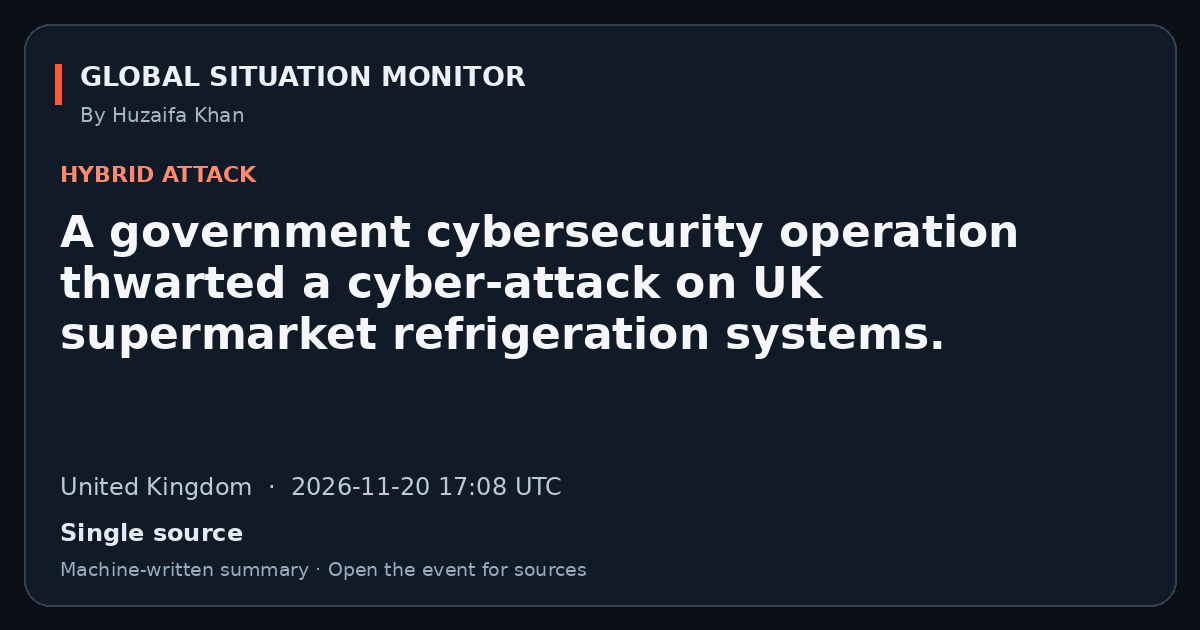 GLOBAL SITUATION MONITOR
By Huzaifa Khan
HYBRID ATTACK
A government cybersecurity operation
thwarted a cyber-attack on UK
supermarket refrigeration systems.
United Kingdom · 2026-11-20 17:08 UTC
Single source
Machine-written summary · Open the event for sources